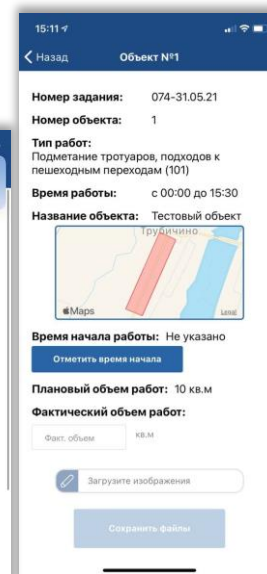 15:11
Назад Объект №1
Номер задания: 074-31.05.21
Номер объекта: 1
Тип работ:
Подметание тротуаров, подходов к
пешеходным переходам (101)
Время работы: с 00:00 до 15:30
Название объекта: Тестовый объект
Трубичино
Maps Legal
Время начала работы: Не указано
Отметить время начала
Плановый объем работ: 10 кв.м
Фактический объем работ:
Факт. объем кв.м
Загрузите изображения
Сохранить файлы